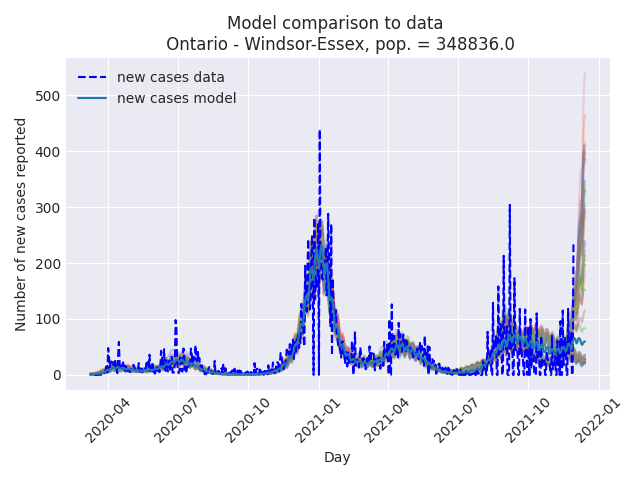 Model comparison to data
Ontario - Windsor-Essex, pop. = 348836.0
new cases data
new cases model
Number of new cases reported
500
400
300
200
100
0
2020-04
2020-07
2020-10
2021-01
2021-04
2021-07
2021-10
2022-01
Day